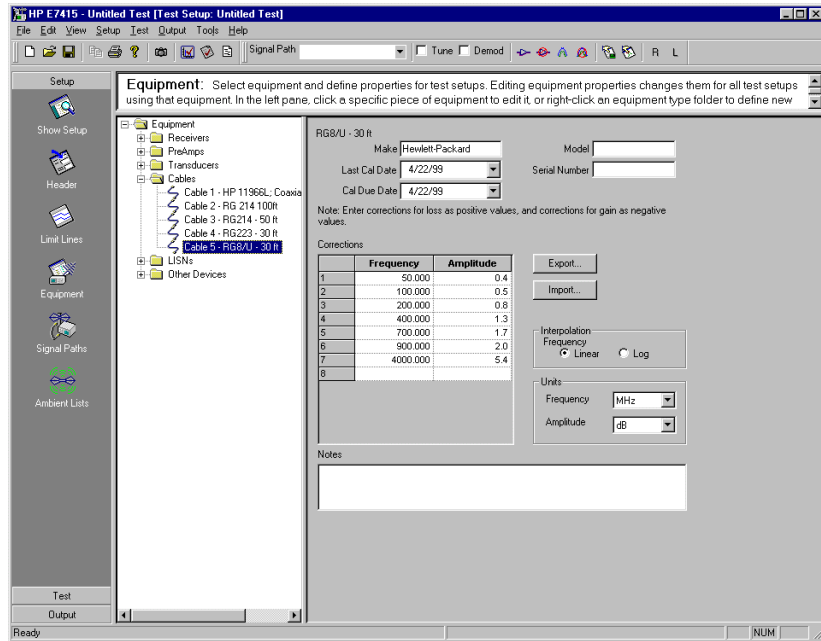 HP E7415 - Untitled Test [Test Setup: Untitled Test]
File Edit View Setup Test Output Tools Help
Signal Path Tune Demod R L
Setup
Show Setup
Header
Limit Lines
Equipment
Signal Paths
Ambient Lists
Test
Output
Equipment: Select equipment and define properties for test setups. Editing equipment properties changes them for all test setups
using that equipment. In the left pane, click a specific piece of equipment to edit it, or right-click an equipment type folder to define new
Equipment
Receivers
PreAmps
Transducers
Cables
Cable 1 - HP 11966L; Coaxia
Cable 2 - RG 214 100ft
Cable 3 - RG214 - 50 ft
Cable 4 - RG223 - 30 ft
Cable 5 - RG8/U - 30 ft
LISNs
Other Devices
RG8/U - 30 ft
Make Hewlett-Packard Model
Last Cal Date 4/22/99 Serial Number
Cal Due Date 4/22/99
Note: Enter corrections for loss as positive values, and corrections for gain as negative
values.
Corrections
Frequency Amplitude
1 50.000 0.4
2 100.000 0.5
3 200.000 0.8
4 400.000 1.3
5 700.000 1.7
6 900.000 2.0
7 4000.000 5.4
8
Export...
Import...
Interpolation
Frequency
Linear Log
Units
Frequency MHz
Amplitude dB
Notes
Ready NUM